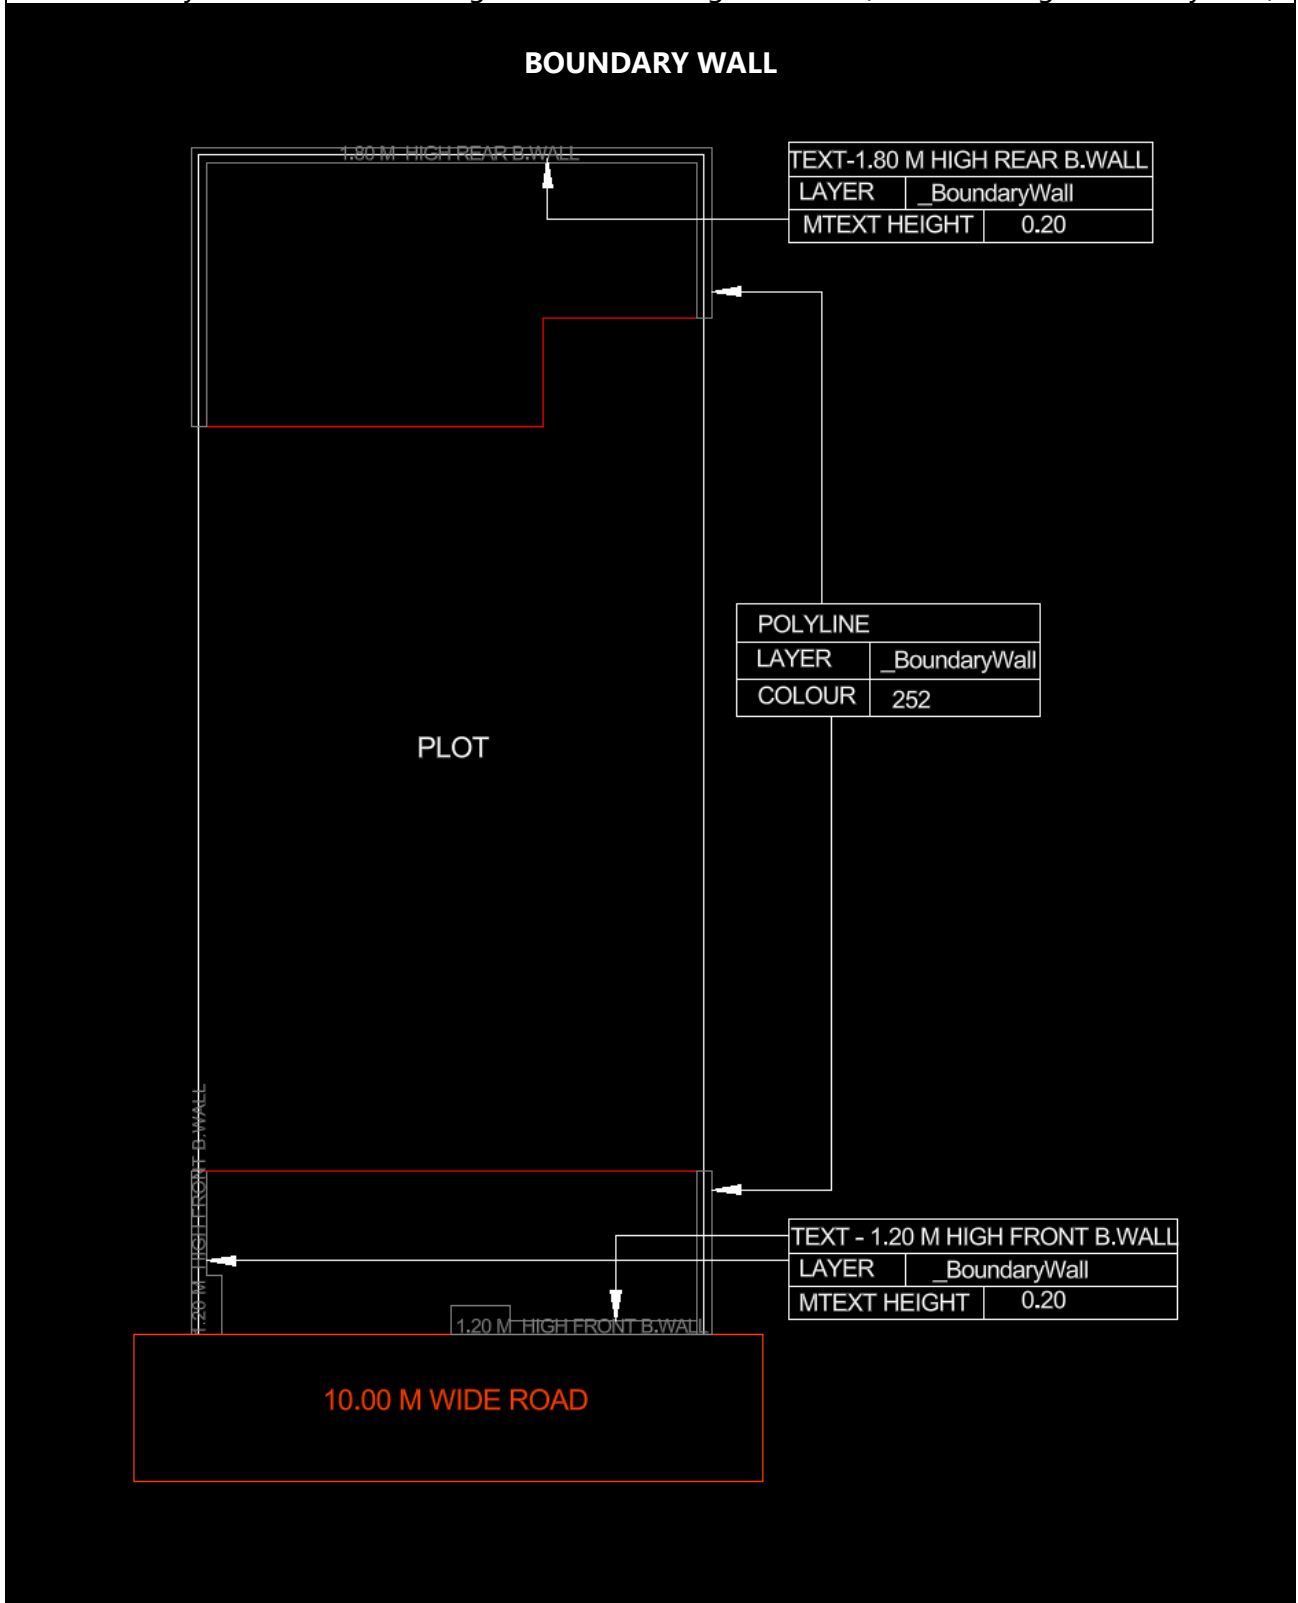 BOUNDARY WALL
1.80 M HIGH REAR B.WALL
TEXT-1.80 M HIGH REAR B.WALL
LAYER _BoundaryWall
MTEXT HEIGHT 0.20
POLYLINE
LAYER _BoundaryWall
COLOUR 252
PLOT
1.20 M HIGH FRONT B.WALL
TEXT - 1.20 M HIGH FRONT B.WALL
LAYER _BoundaryWall
MTEXT HEIGHT 0.20
1.20 M HIGH FRONT B.WALL
10.00 M WIDE ROAD